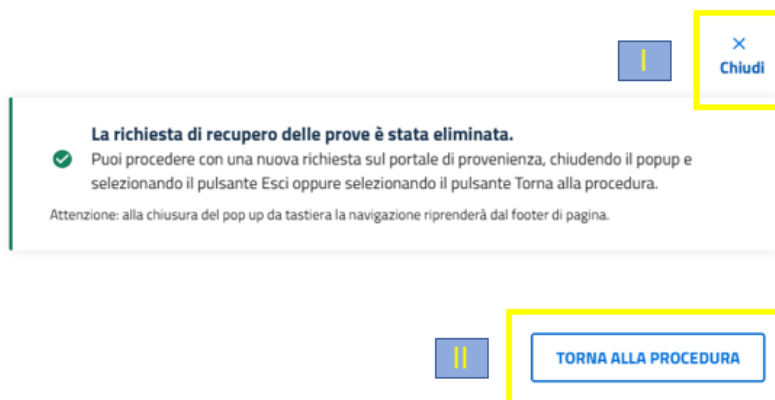 I
Chiudi
La richiesta di recupero delle prove è stata eliminata.
Puoi procedere con una nuova richiesta sul portale di provenienza, chiudendo il popup e
selezionando il pulsante Esci oppure selezionando il pulsante Torna alla procedura.
Attenzione: alla chiusura del pop up da tastiera la navigazione riprenderà dal footer di pagina.
II
TORNA ALLA PROCEDURA